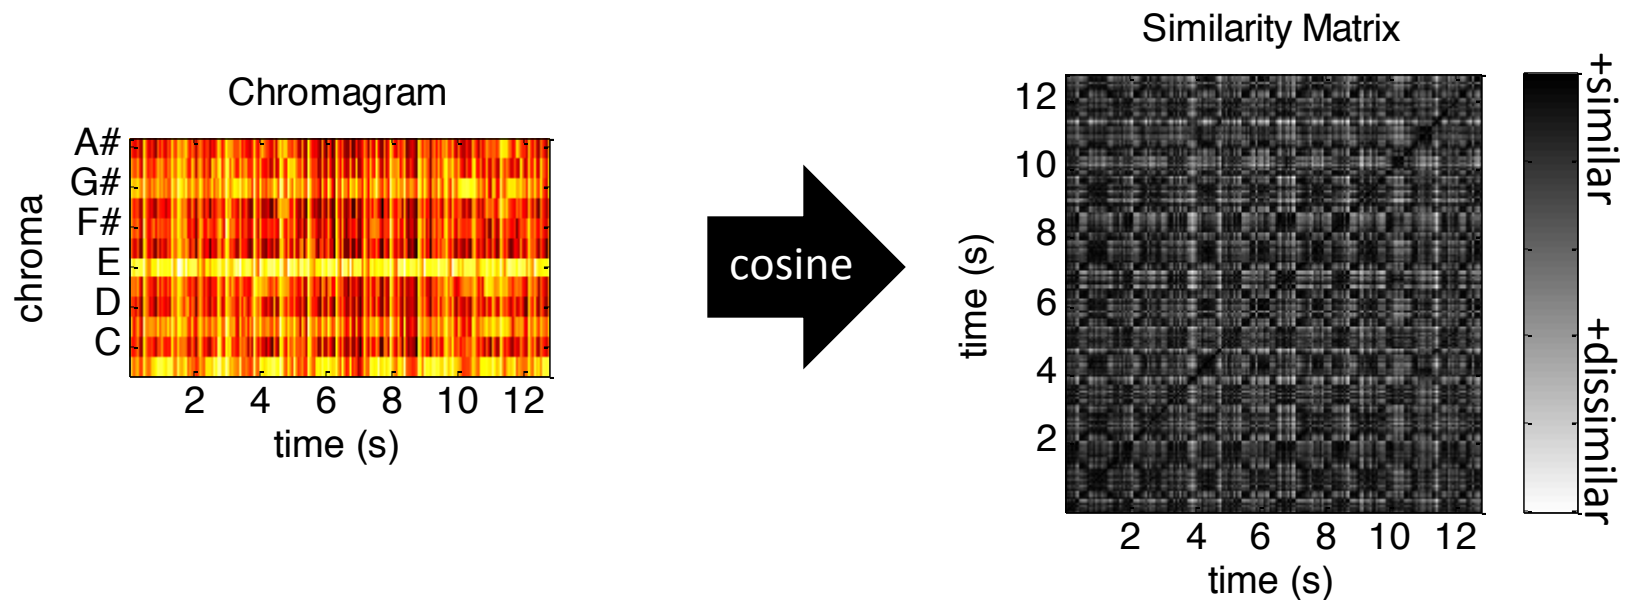 Chromagram
chroma
A#
G#
F#
E
D
C
2 4 6 8 10 12
time (s)
cosine
Similarity Matrix
time (s)
12
10
8
6
4
2
2 4 6 8 10 12
time (s)
+similar
+dissimilar